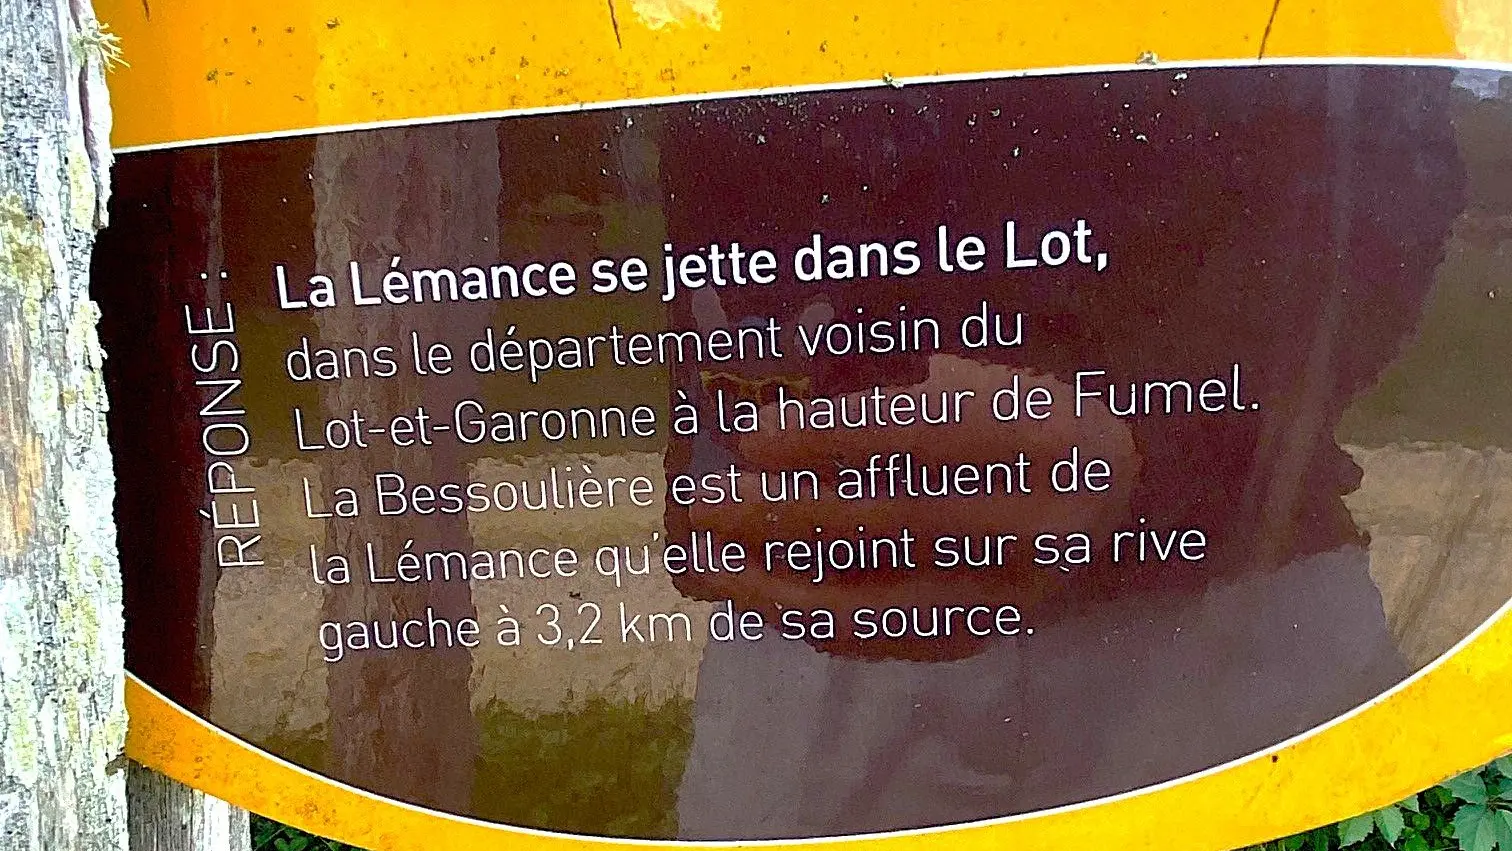 RÉPONSE :
La Lémance se jette dans le Lot,
dans le département voisin du
Lot-et-Garonne à la hauteur de Fumel.
La Bessoulière est un affluent de
la Lémance qu'elle rejoint sur sa rive
gauche à 3,2 km de sa source.